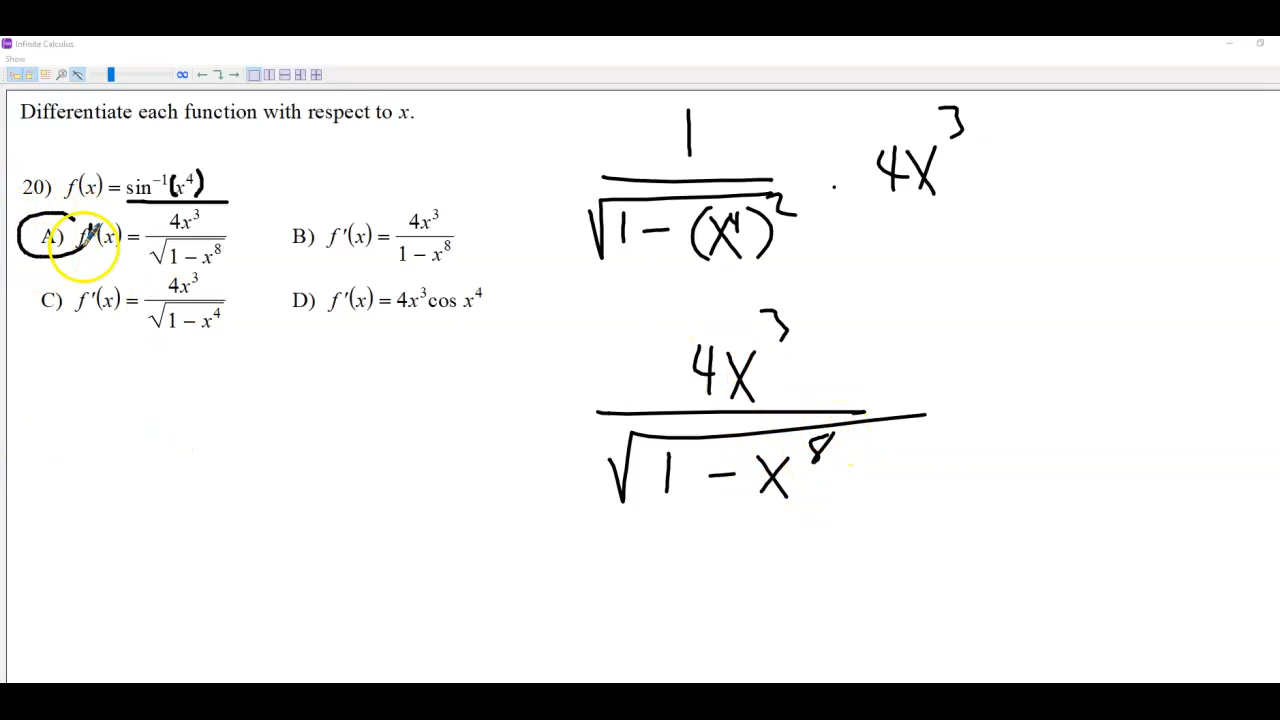 Infinite Calculus
Show
Differentiate each function with respect to x.
20) f(x) = sin⁻¹(x⁴)
A) f'(x) = 4x³/√(1 − x⁸)
B) f'(x) = 4x³/(1 − x⁸)
C) f'(x) = 4x³/√(1 − x⁴)
D) f'(x) = 4x³cos x⁴
1/√(1 − (x⁴)²) · 4x³
4x³/√(1 − x⁸)